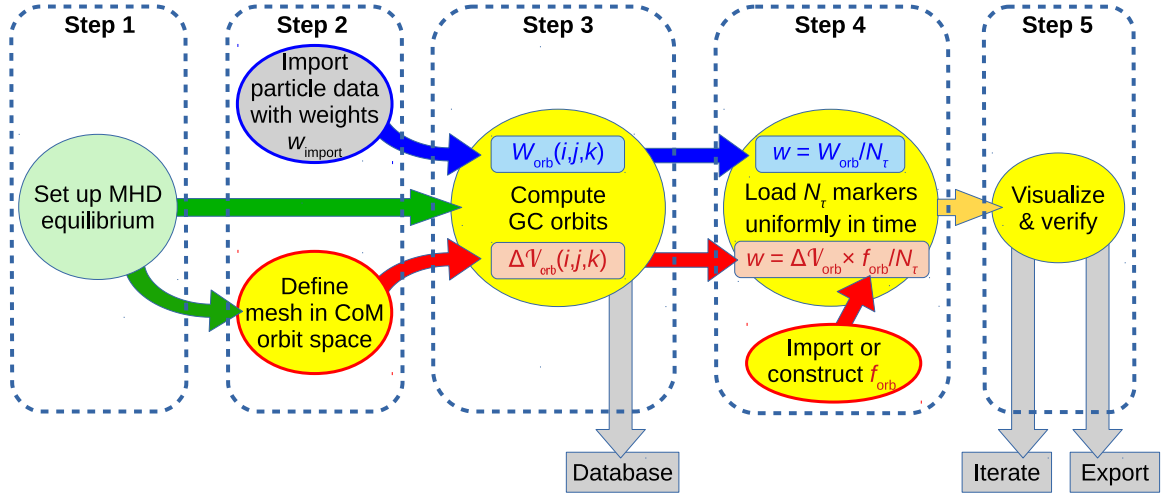 Step 1
Step 2
Step 3
Step 4
Step 5
Set up MHD
equilibrium
Import
particle data
with weights
w_import
Define
mesh in CoM
orbit space
W_orb(i,j,k)
Compute
GC orbits
Δ𝒱_orb(i,j,k)
w = W_orb/N_τ
Load N_τ markers
uniformly in time
w = Δ𝒱_orb × f_orb/N_τ
Import or
construct f_orb
Visualize
& verify
Database
Iterate
Export